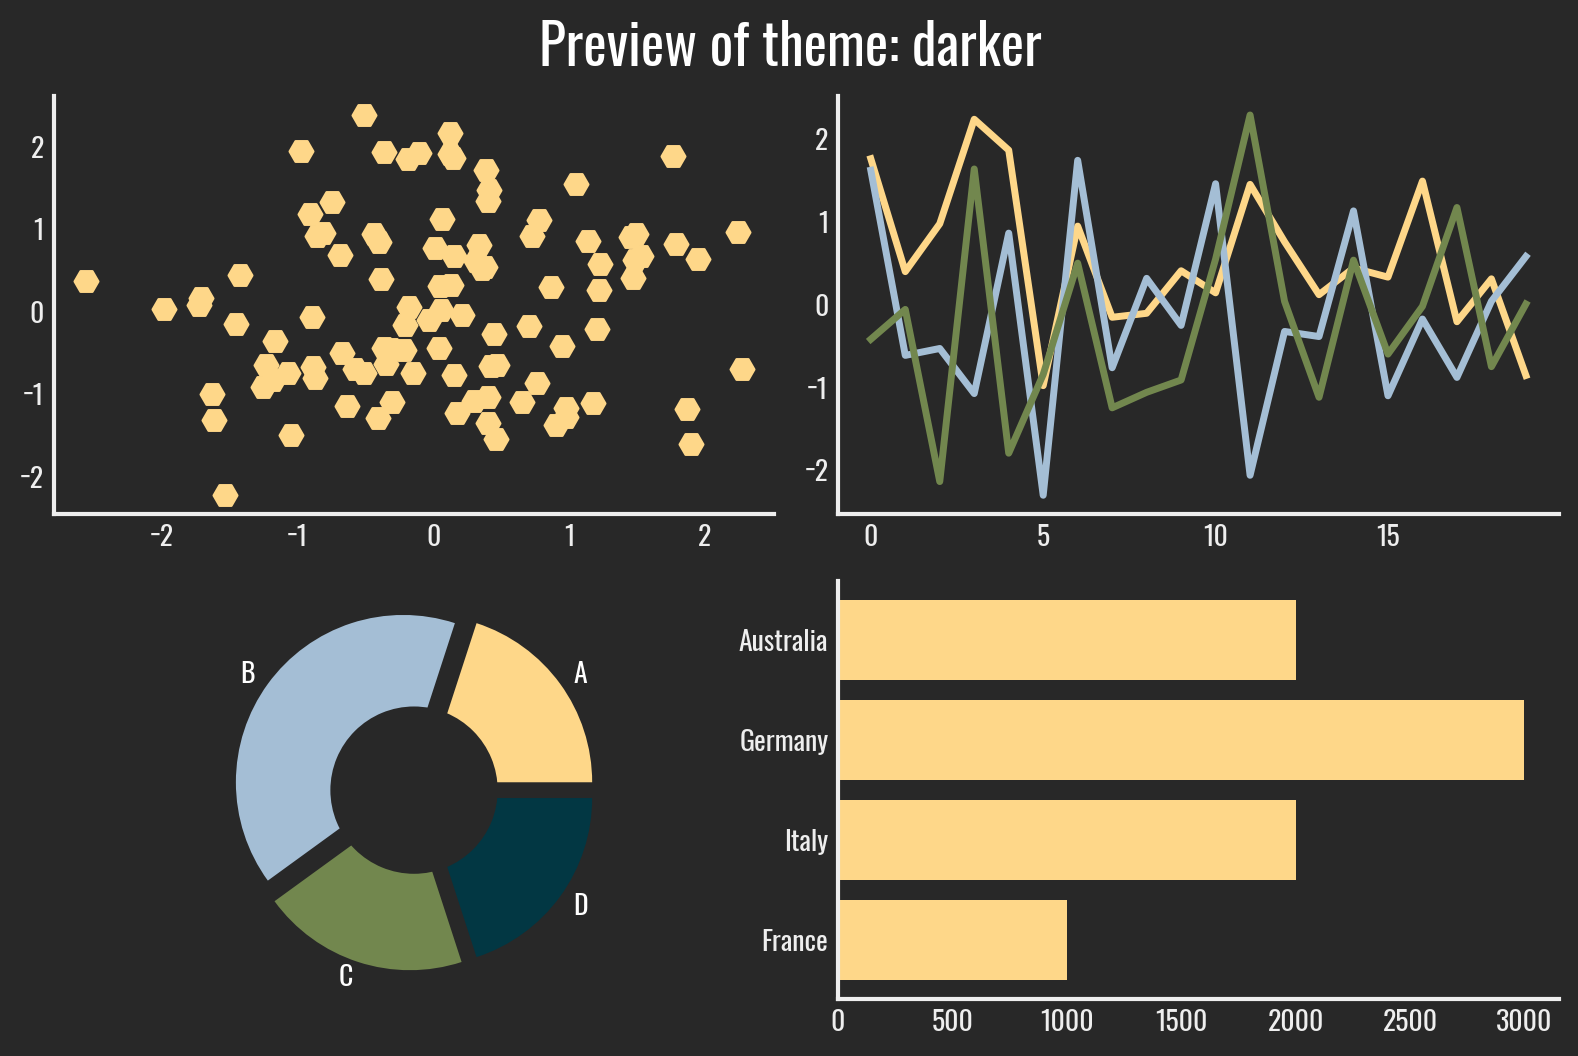 Preview of theme: darker
2
1
0
−1
−2
−2 −1 0 1 2
2
1
0
−1
−2
0 5 10 15
B
A
D
C
Australia
Germany
Italy
France
0 500 1000 1500 2000 2500 3000